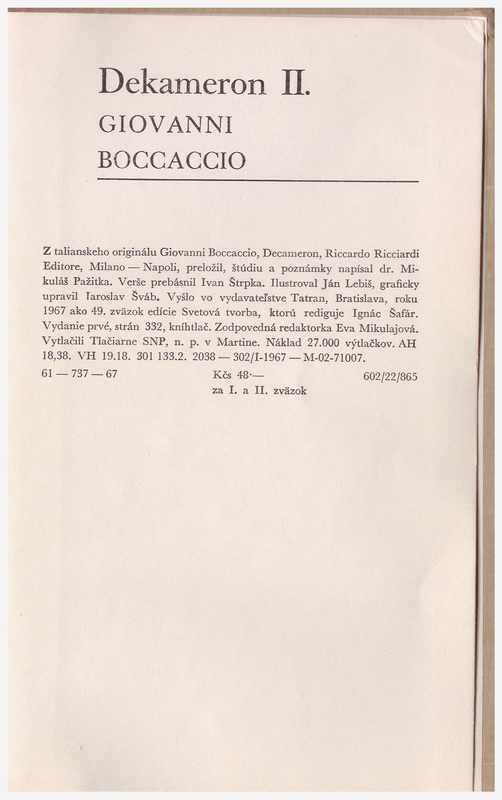 Dekameron II.
GIOVANNI
BOCCACCIO
Z talianskeho originálu Giovanni Boccaccio, Decameron, Riccardo Ricciardi
Editore, Milano — Napoli, preložil, štúdiu a poznámky napísal dr. Mi-
kuláš Pažitka. Verše prebásnil Ivan Štrpka. Ilustroval Ján Lebiš, graficky
upravil Iaroslav Šváb. Vyšlo vo vydavateľstve Tatran, Bratislava, roku
1967 ako 49. zväzok edície Svetová tvorba, ktorú rediguje Ignác Šafár.
Vydanie prvé, strán 332, kníhtlač. Zodpovedná redaktorka Eva Mikulajová.
Vytlačili Tlačiarne SNP, n. p. v Martine. Náklad 27.000 výtlačkov. AH
18,38. VH 19.18. 301 133.2. 2038 — 302/I-1967 — M-02-71007.
61 — 737 — 67 Kčs 48·— 602/22/865
za I. a II. zväzok